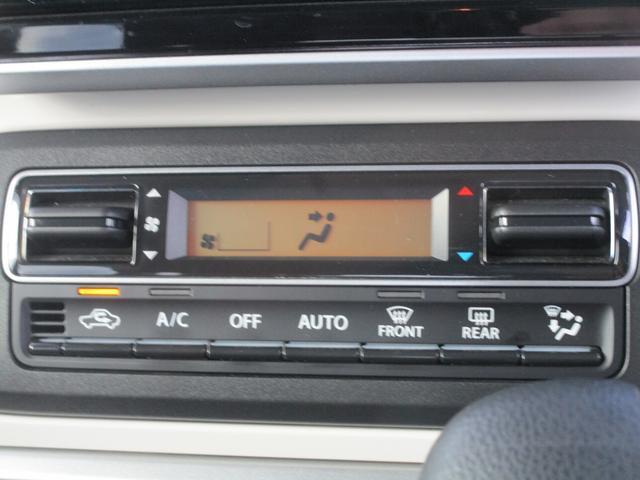 A/C OFF AUTO FRONT REAR